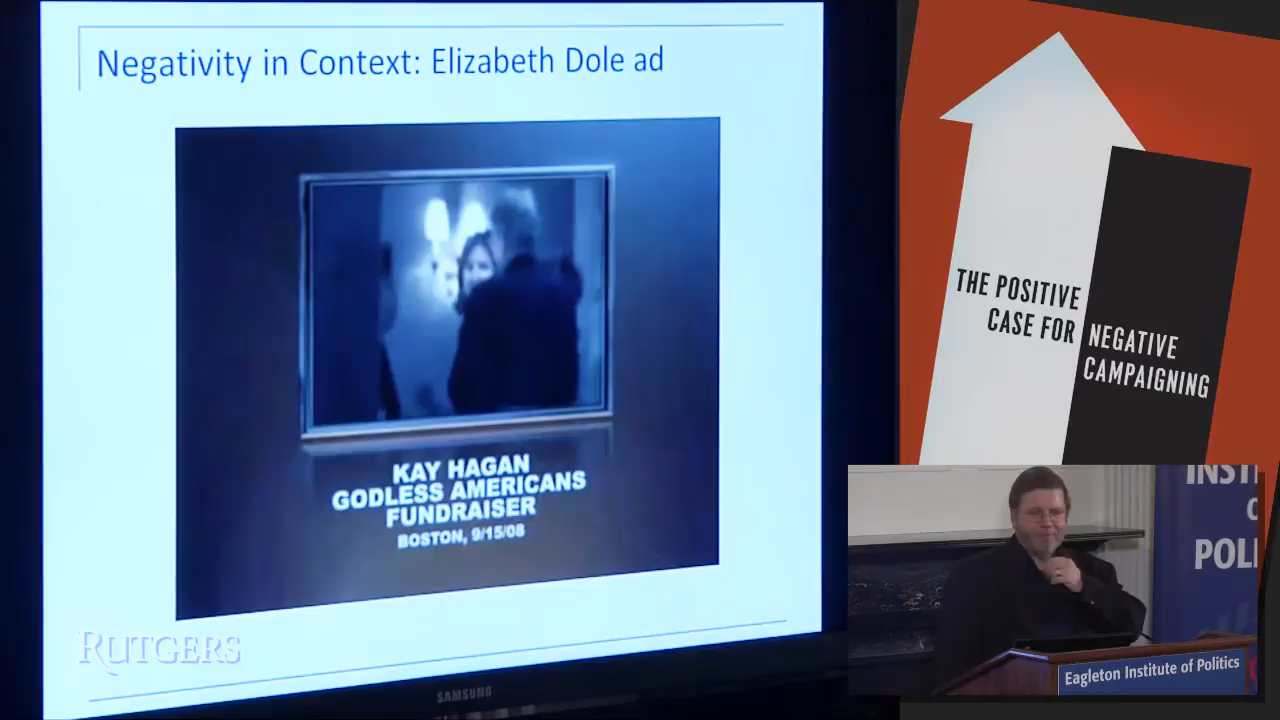 Negativity in Context: Elizabeth Dole ad
KAY HAGAN
GODLESS AMERICANS
FUNDRAISER
BOSTON, 9/15/08
RUTGERS
SAMSUNG
THE POSITIVE
CASE FOR
NEGATIVE
CAMPAIGNING
INSTI
O
POLI
Eagleton Institute of Politics